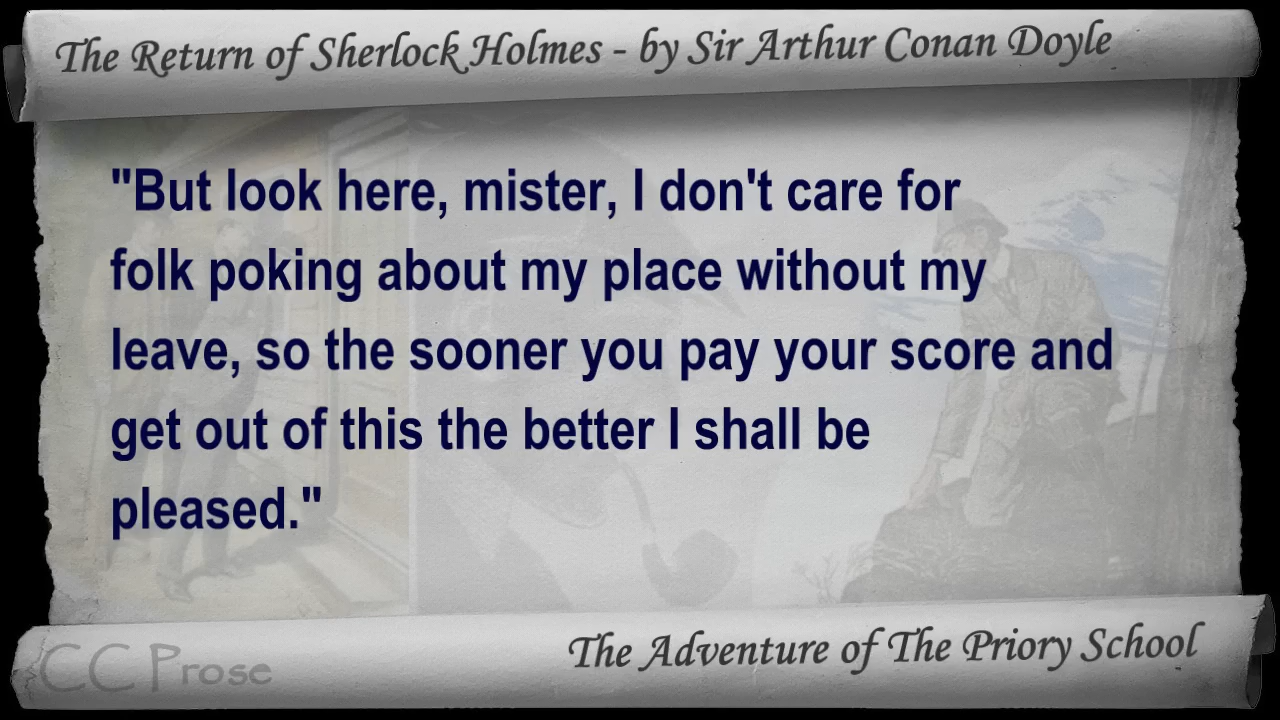 The Return of Sherlock Holmes - by Sir Arthur Conan Doyle
"But look here, mister, I don't care for
folk poking about my place without my
leave, so the sooner you pay your score and
get out of this the better I shall be
pleased."
CC Prose
The Adventure of The Priory School